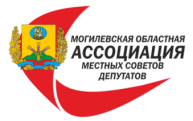 МОГИЛЕВСКАЯ ОБЛАСТНАЯ
АССОЦИАЦИЯ
МЕСТНЫХ СОВЕТОВ
ДЕПУТАТОВ